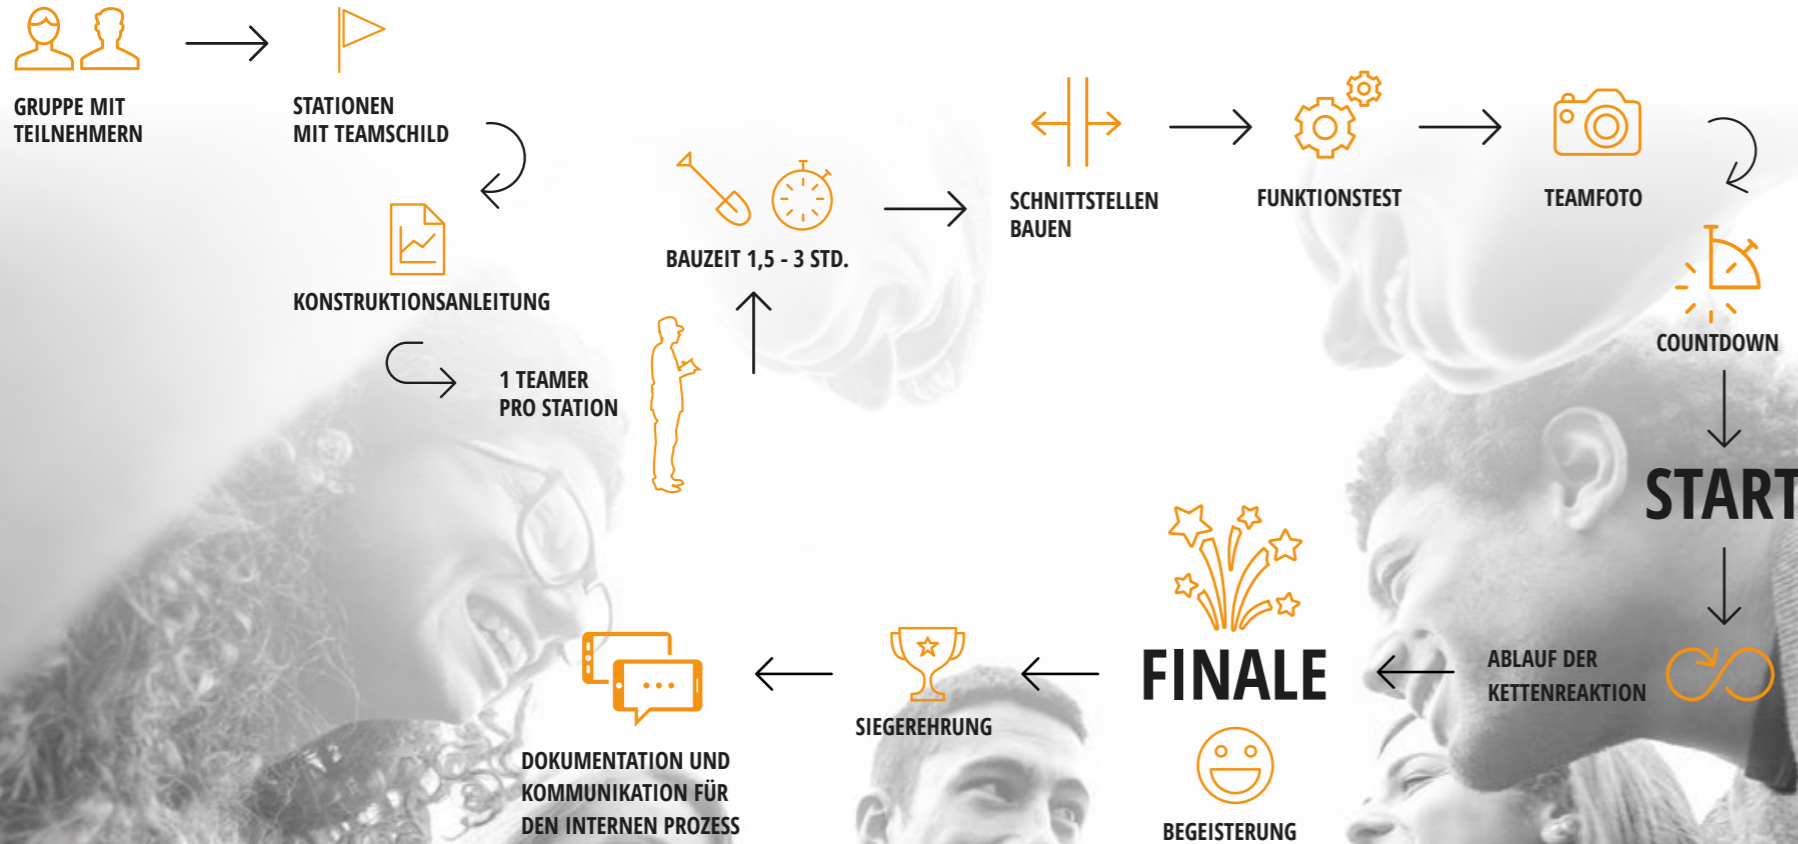 GRUPPE MIT
TEILNEHMERN
STATIONEN
MIT TEAMSCHILD
KONSTRUKTIONSANLEITUNG
1 TEAMER
PRO STATION
BAUZEIT 1,5 - 3 STD.
SCHNITTSTELLEN
BAUEN
FUNKTIONSTEST
TEAMFOTO
COUNTDOWN
START
ABLAUF DER
KETTENREAKTION
FINALE
BEGEISTERUNG
SIEGEREHRUNG
DOKUMENTATION UND
KOMMUNIKATION FÜR
DEN INTERNEN PROZESS